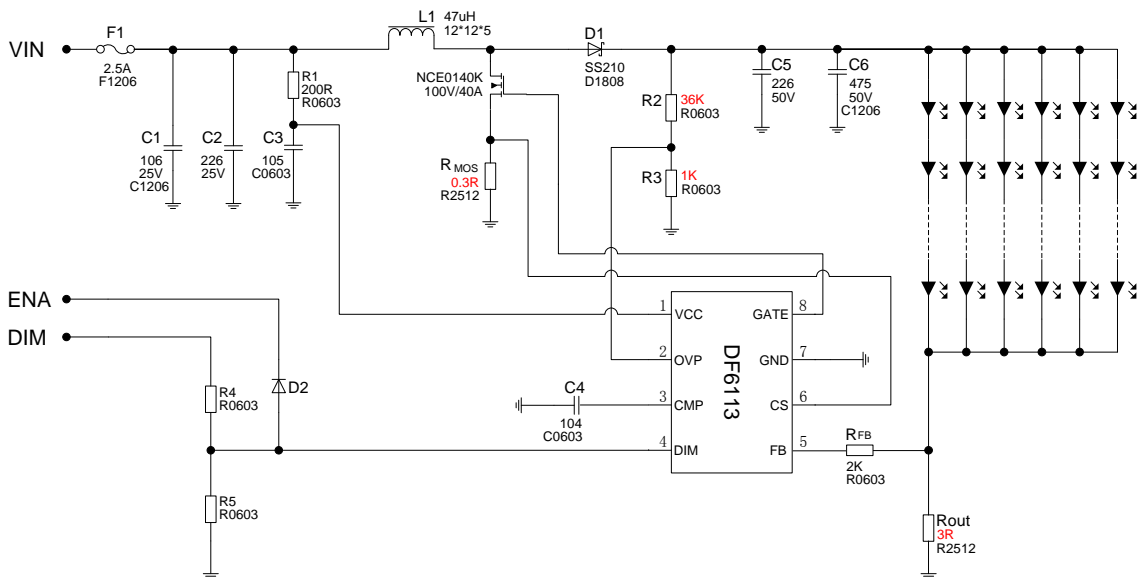 F1
VIN
2.5A
F1206
L1
47uH
12*12*5
D1
SS210
D1808
R1
200R
R0603
NCE0140K
100V/40A
C1
106
25V
C1206
C2
226
25V
C3
105
C0603
R MOS
0.3R
R2512
R2
36K
R0603
R3
1K
R0603
C5
226
50V
C6
475
50V
C1206
ENA
DIM
R4
R0603
D2
R5
R0603
C4
104
C0603
1
VCC
2
OVP
3
CMP
4
DIM
DF6113
GATE
8
GND
7
CS
6
FB
5
RFB
2K
R0603
Rout
3R
R2512